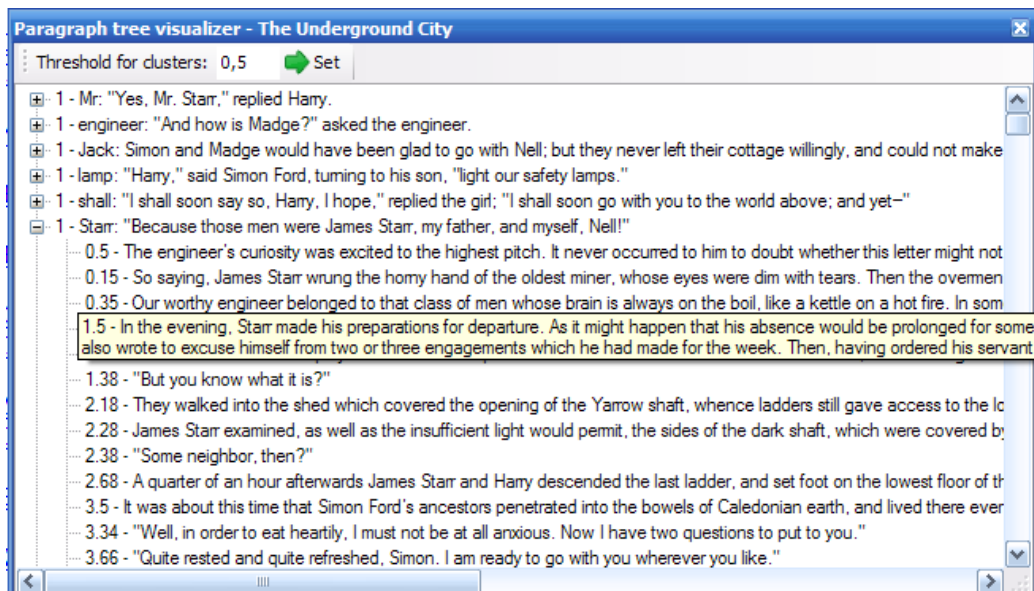 Paragraph tree visualizer - The Underground City
Threshold for clusters: 0,5 Set
1 - Mr: "Yes, Mr. Starr," replied Harry.
1 - engineer: "And how is Madge?" asked the engineer.
1 - Jack: Simon and Madge would have been glad to go with Nell; but they never left their cottage willingly, and could not make
1 - lamp: "Harry," said Simon Ford, turning to his son, "light our safety lamps."
1 - shall: "I shall soon say so, Harry, I hope," replied the girl; "I shall soon go with you to the world above; and yet—"
1 - Starr: "Because those men were James Starr, my father, and myself, Nell!"
0.5 - The engineer's curiosity was excited to the highest pitch. It never occurred to him to doubt whether this letter might not
0.15 - So saying, James Starr wrung the horny hand of the oldest miner, whose eyes were dim with tears. Then the overmen
0.35 - Our worthy engineer belonged to that class of men whose brain is always on the boil, like a kettle on a hot fire. In som
1.5 - In the evening, Starr made his preparations for departure. As it might happen that his absence would be prolonged for some
also wrote to excuse himself from two or three engagements which he had made for the week. Then, having ordered his servant
1.38 - "But you know what it is?"
2.18 - They walked into the shed which covered the opening of the Yarrow shaft, whence ladders still gave access to the lo
2.28 - James Starr examined, as well as the insufficient light would permit, the sides of the dark shaft, which were covered by
2.38 - "Some neighbor, then?"
2.68 - A quarter of an hour afterwards James Starr and Harry descended the last ladder, and set foot on the lowest floor of th
3.5 - It was about this time that Simon Ford's ancestors penetrated into the bowels of Caledonian earth, and lived there ever
3.34 - "Well, in order to eat heartily, I must not be at all anxious. Now I have two questions to put to you."
3.66 - "Quite rested and quite refreshed, Simon. I am ready to go with you wherever you like."